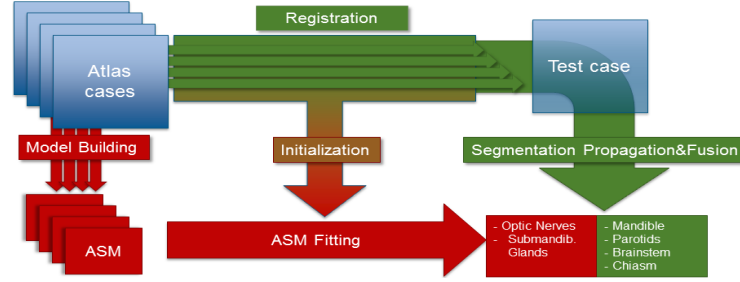 Registration
Atlas
cases
Test case
Model Building
Initialization
Segmentation Propagation&Fusion
ASM
ASM Fitting
- Optic Nerves
- Submandib.
Glands
- Mandible
- Parotids
- Brainstem
- Chiasm